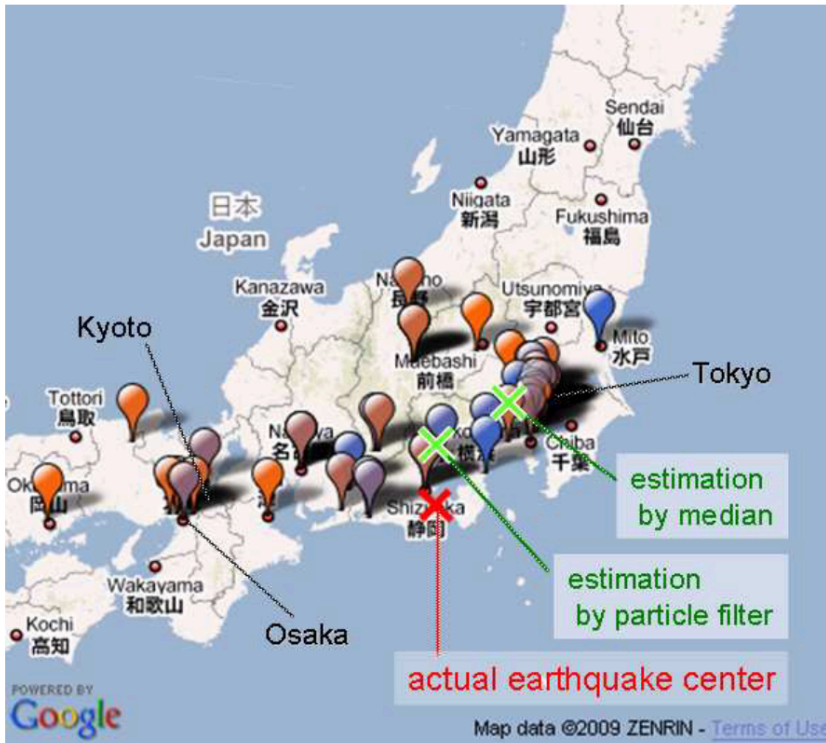 Sendai
仙台
Yamagata
山形
Niigata
新潟
Fukushima
福島
日本
Japan
Kanazawa
金沢
長野
Utsunomiya
宇都宮
Kyoto
Mito
水戸
Maebashi
前橋
Tottori
鳥取
Tokyo
Chiba
千葉
estimation
by median
静岡
Wakayama
和歌山
estimation
by particle filter
Kochi
高知
Osaka
actual earthquake center
POWERED BY
Google
Map data ©2009 ZENRIN - Terms of Use